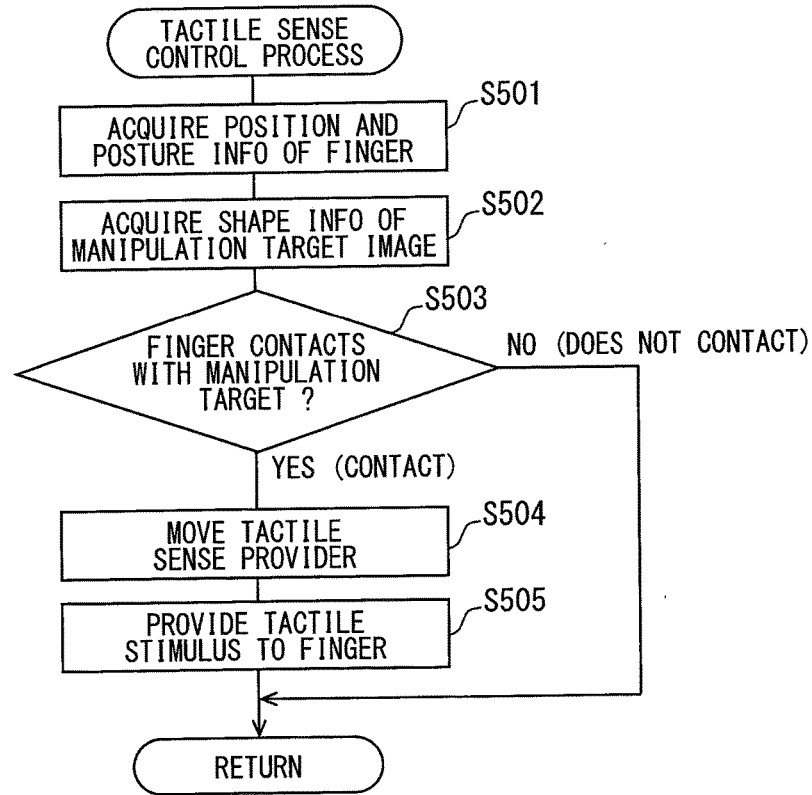 TACTILE SENSE
CONTROL PROCESS
S501
ACQUIRE POSITION AND
POSTURE INFO OF FINGER
S502
ACQUIRE SHAPE INFO OF
MANIPULATION TARGET IMAGE
S503
FINGER CONTACTS
WITH MANIPULATION
TARGET ?
NO (DOES NOT CONTACT)
YES (CONTACT)
S504
MOVE TACTILE
SENSE PROVIDER
S505
PROVIDE TACTILE
STIMULUS TO FINGER
RETURN